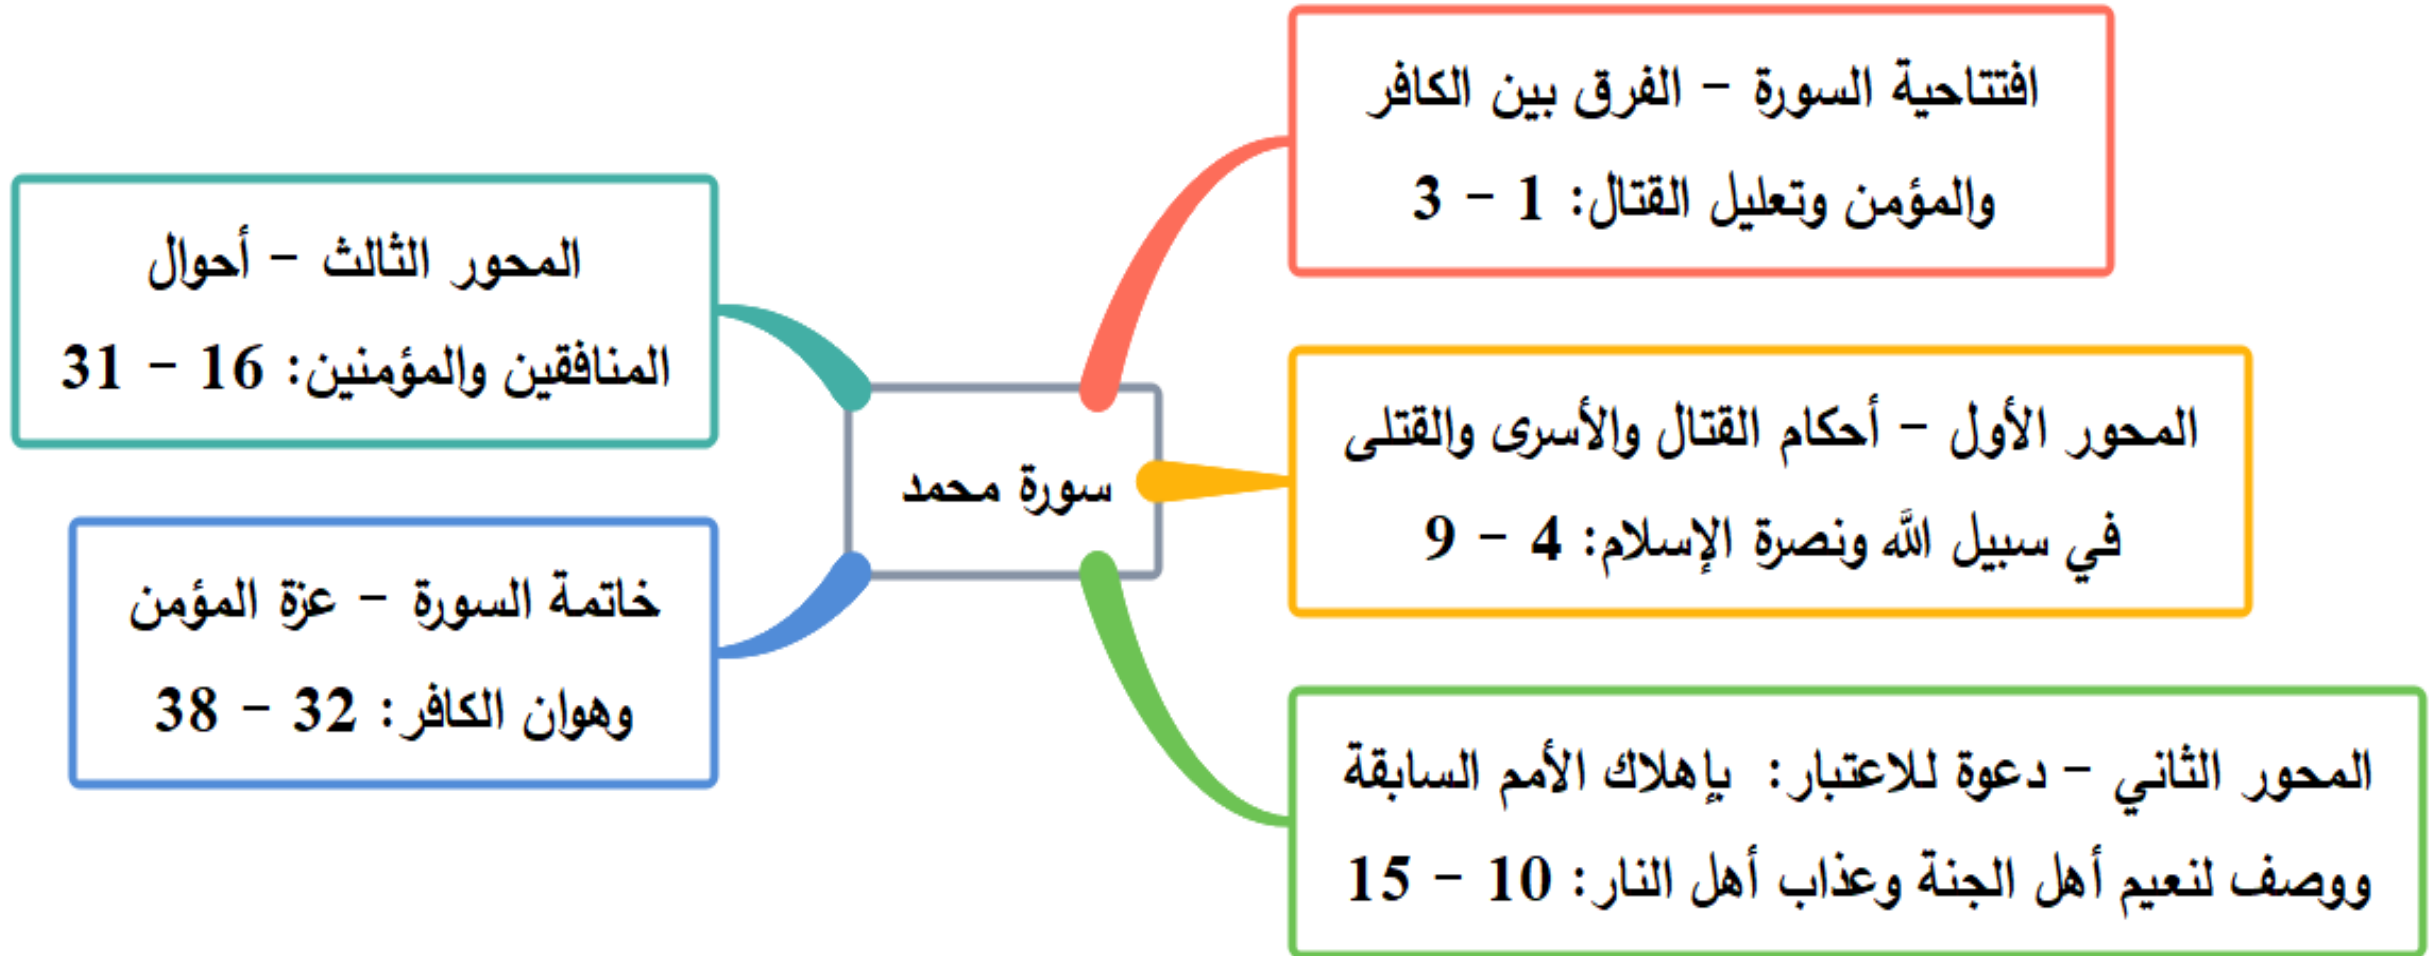 سورة محمد
افتتاحية السورة – الفرق بين الكافر
والمؤمن وتعليل القتال: 1 – 3
المحور الأول – أحكام القتال والأسرى والقتلى
في سبيل الله ونصرة الإسلام: 4 – 9
المحور الثاني – دعوة للاعتبار: بإهلاك الأمم السابقة
ووصف لنعيم أهل الجنة وعذاب أهل النار: 10 – 15
المحور الثالث – أحوال
المنافقين والمؤمنين: 16 – 31
خاتمة السورة – عزة المؤمن
وهوان الكافر: 32 – 38